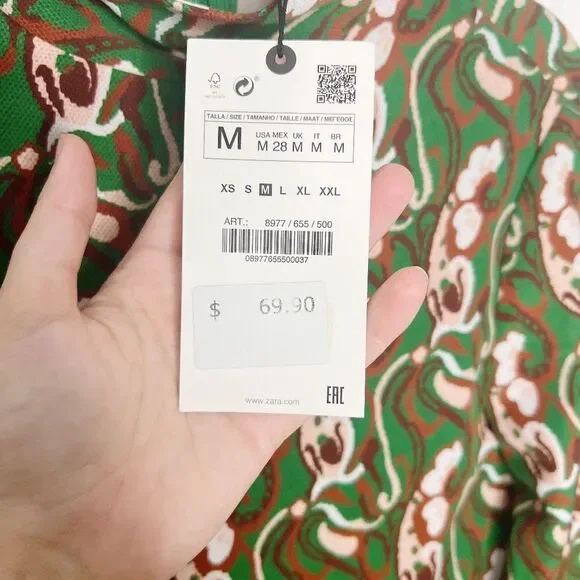 FSC
TALLA / SIZE / TAMANHO / TAILLE / MAAT / ΜΕΓΕΘΟΣ
M USA MEX UK IT BR
M 28 M M M
XS S M L XL XXL
ART.: 8977 / 655 / 500
08977655500037
$ 69.90
www.zara.com
EAC